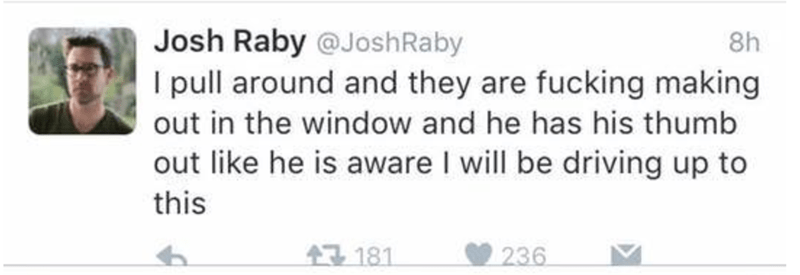 Josh Raby @JoshRaby 8h
I pull around and they are fucking making
out in the window and he has his thumb
out like he is aware I will be driving up to
this
181 236